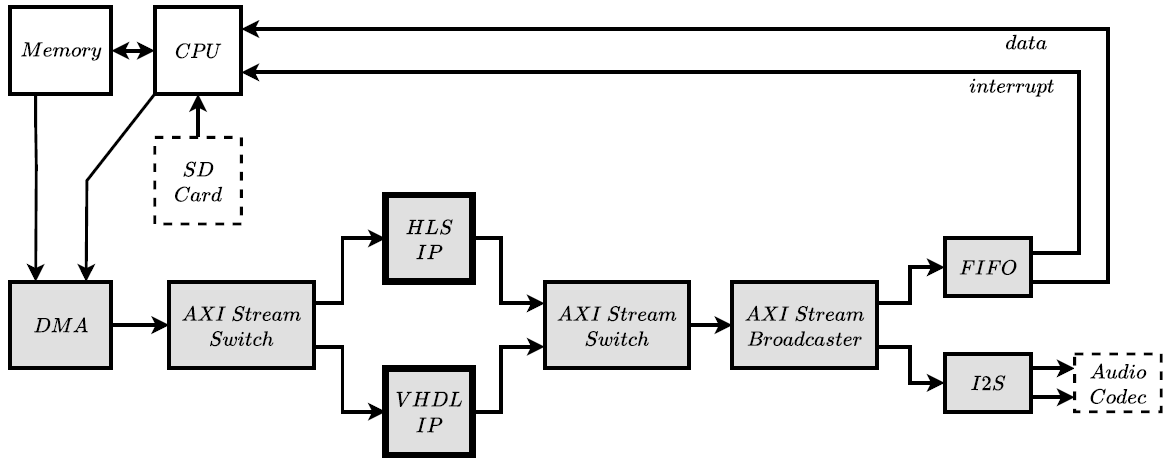 Memory
CPU
data
interrupt
SD
Card
HLS
IP
FIFO
DMA
AXI Stream
Switch
AXI Stream
Switch
AXI Stream
Broadcaster
VHDL
IP
I2S
Audio
Codec